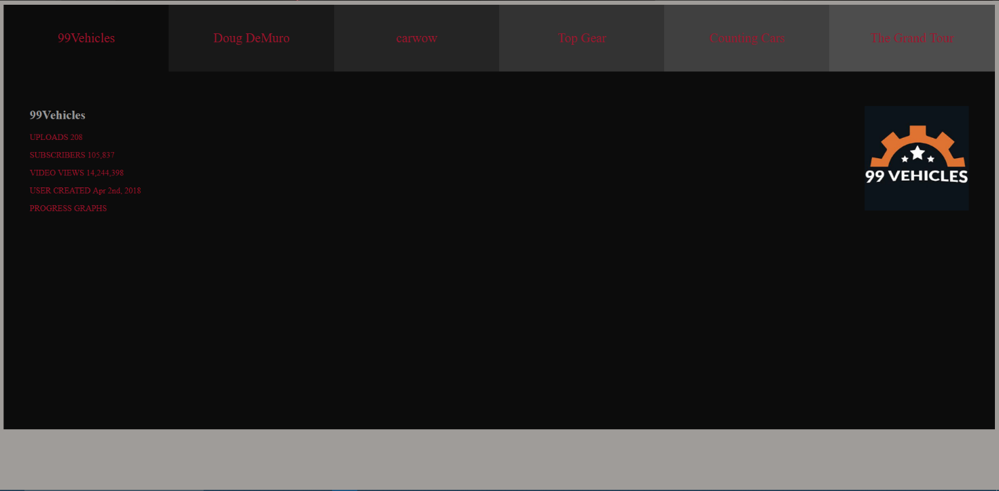 99Vehicles
Doug DeMuro
carwow
Top Gear
Counting Cars
The Grand Tour
99Vehicles
UPLOADS 208
SUBSCRIBERS 105,837
VIDEO VIEWS 14,244,398
USER CREATED Apr 2nd, 2018
PROGRESS GRAPHS
99 VEHICLES